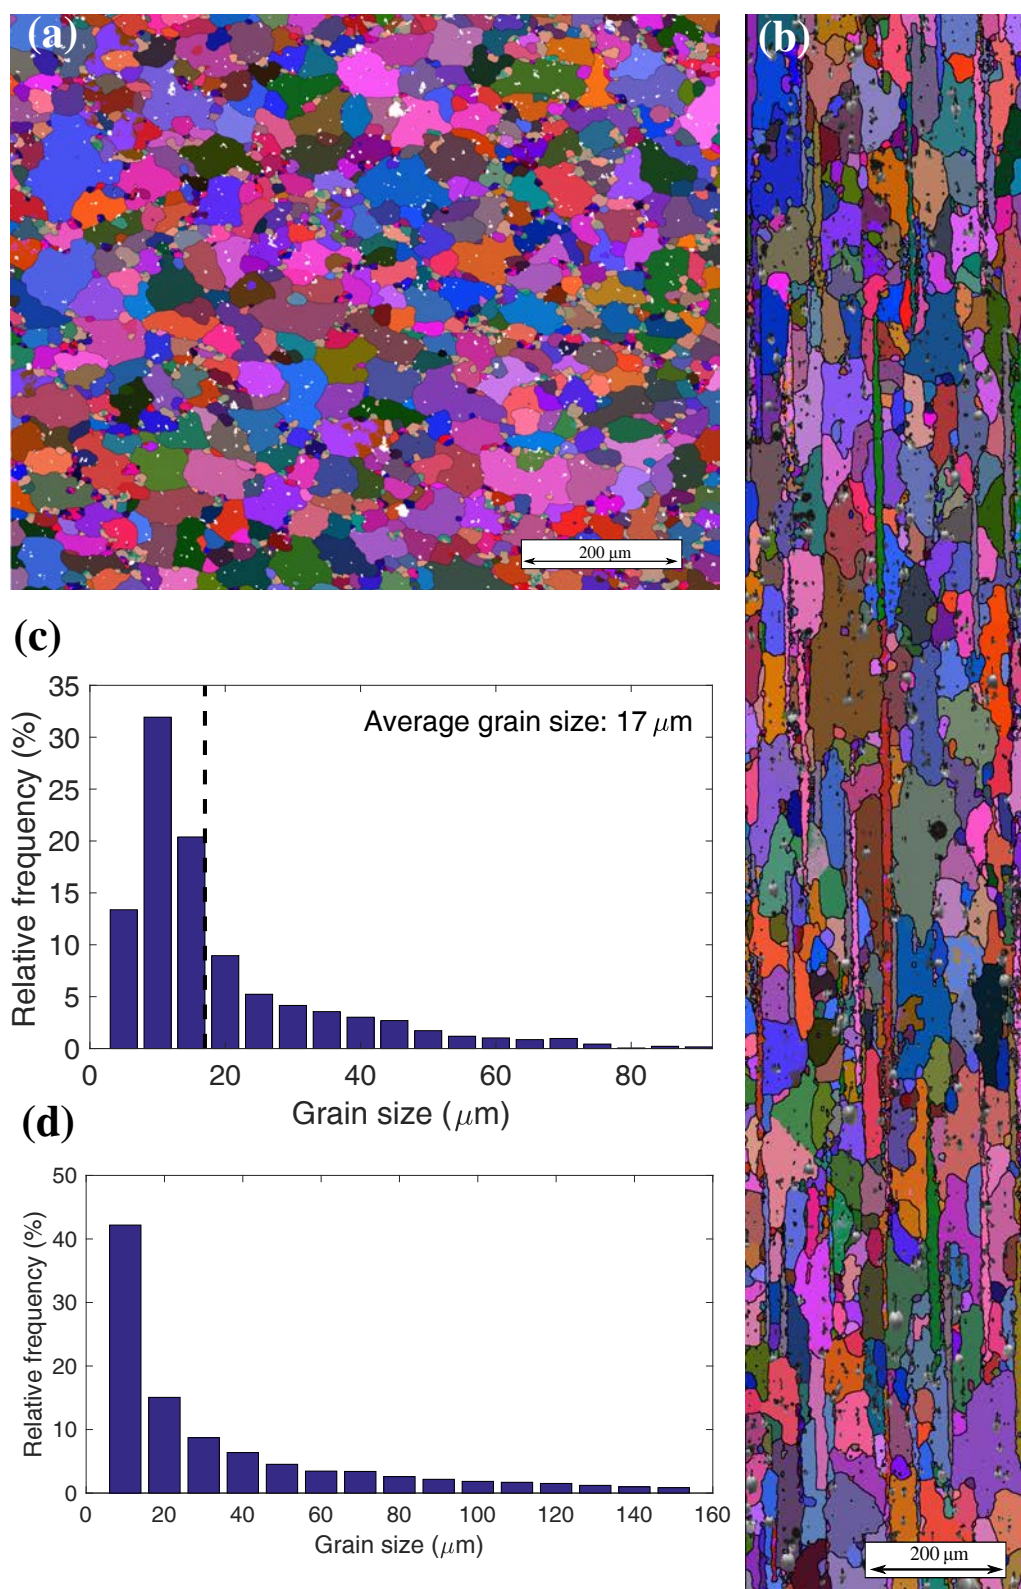 (a)
200 μm
(b)
200 μm
(c)
35
30
25
20
15
10
5
0
Relative frequency (%)
Average grain size: 17 μm
0 20 40 60 80
Grain size (μm)
(d)
50
40
30
20
10
0
Relative frequency (%)
0 20 40 60 80 100 120 140 160
Grain size (μm)